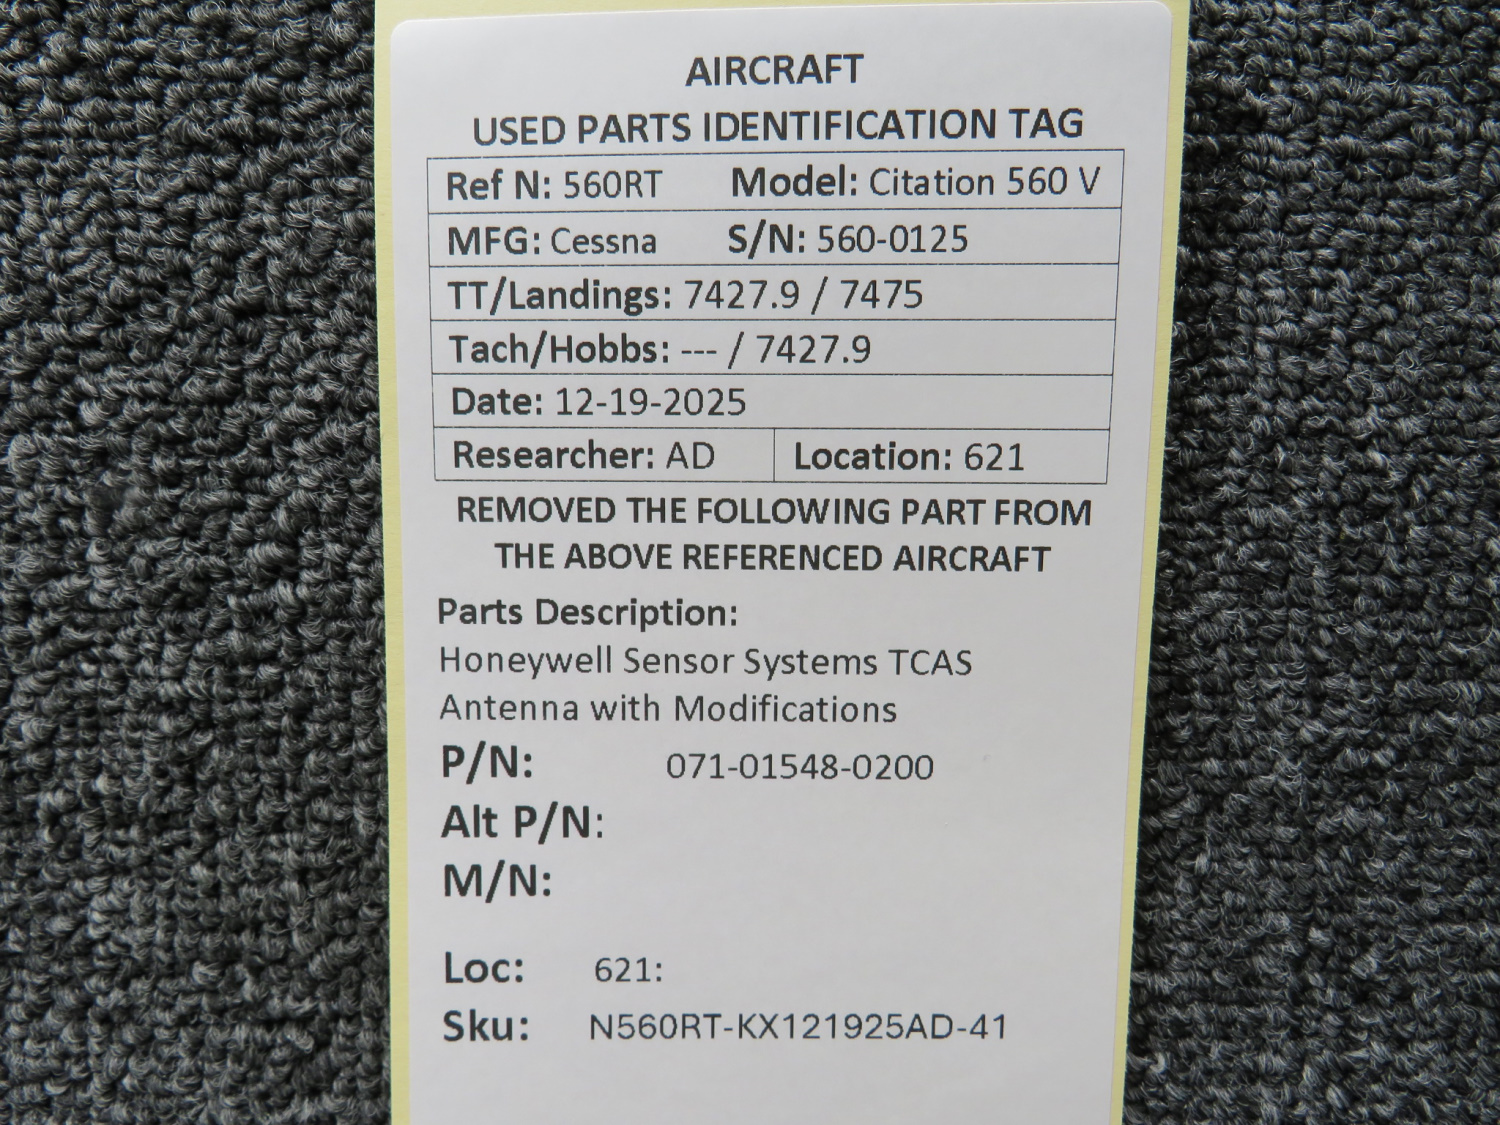 AIRCRAFT
USED PARTS IDENTIFICATION TAG
Ref N: 560RT Model: Citation 560 V
MFG: Cessna S/N: 560-0125
TT/Landings: 7427.9 / 7475
Tach/Hobbs: --- / 7427.9
Date: 12-19-2025
Researcher: AD Location: 621
REMOVED THE FOLLOWING PART FROM
THE ABOVE REFERENCED AIRCRAFT
Parts Description:
Honeywell Sensor Systems TCAS
Antenna with Modifications
P/N: 071-01548-0200
Alt P/N:
M/N:
Loc: 621:
Sku: N560RT-KX121925AD-41